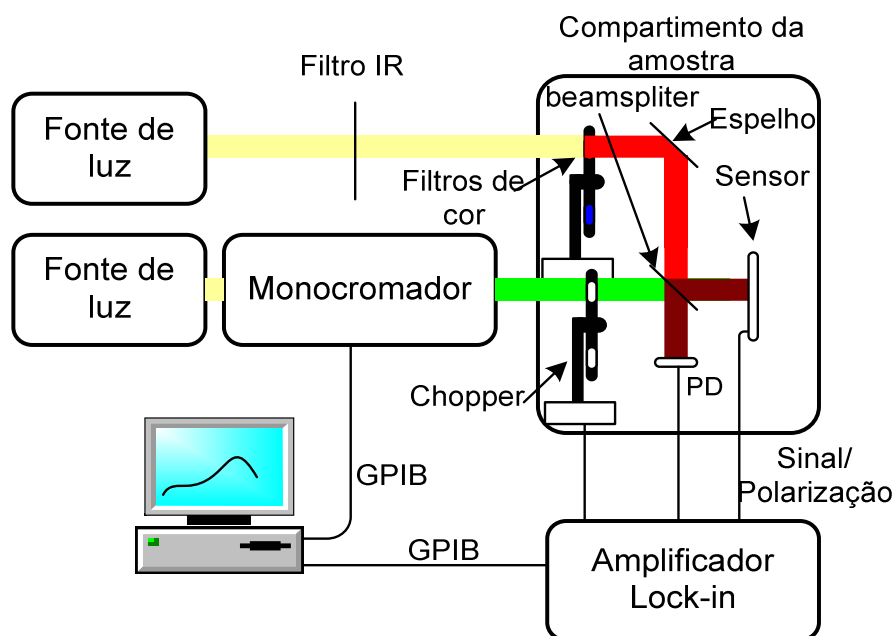 Compartimento da
amostra
Filtro IR
beamspliter
Espelho
Fonte de
luz
Filtros de
cor
Sensor
Fonte de
luz
Monocromador
Chopper
PD
GPIB
Sinal/
Polarização
GPIB
Amplificador
Lock-in